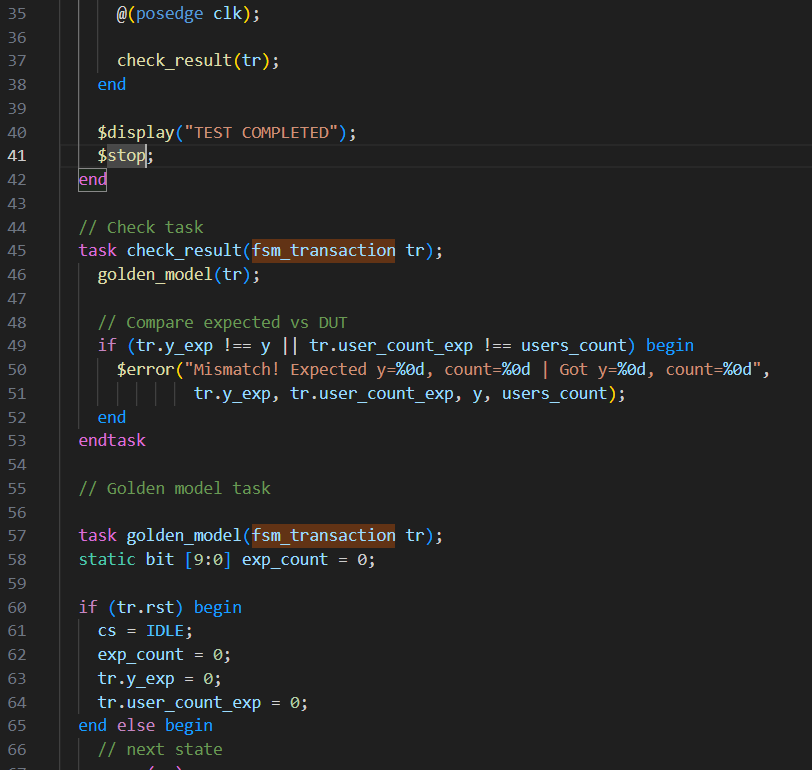 35 @(posedge clk);
36
37 check_result(tr);
38 end
39
40 $display("TEST COMPLETED");
41 $stop;
42 end
43
44 // Check task
45 task check_result(fsm_transaction tr);
46 golden_model(tr);
47
48 // Compare expected vs DUT
49 if (tr.y_exp !== y || tr.user_count_exp !== users_count) begin
50 $error("Mismatch! Expected y=%0d, count=%0d | Got y=%0d, count=%0d",
51 tr.y_exp, tr.user_count_exp, y, users_count);
52 end
53 endtask
54
55 // Golden model task
56
57 task golden_model(fsm_transaction tr);
58 static bit [9:0] exp_count = 0;
59
60 if (tr.rst) begin
61 cs = IDLE;
62 exp_count = 0;
63 tr.y_exp = 0;
64 tr.user_count_exp = 0;
65 end else begin
66 // next state